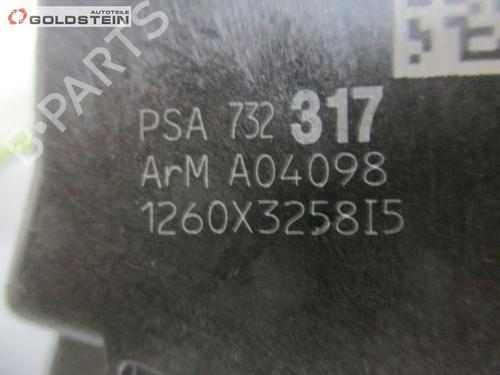 AUTOTEILE
GOLDSTEIN
B-PARTS
PSA 732 317
ArM A04098
1260X3258I5